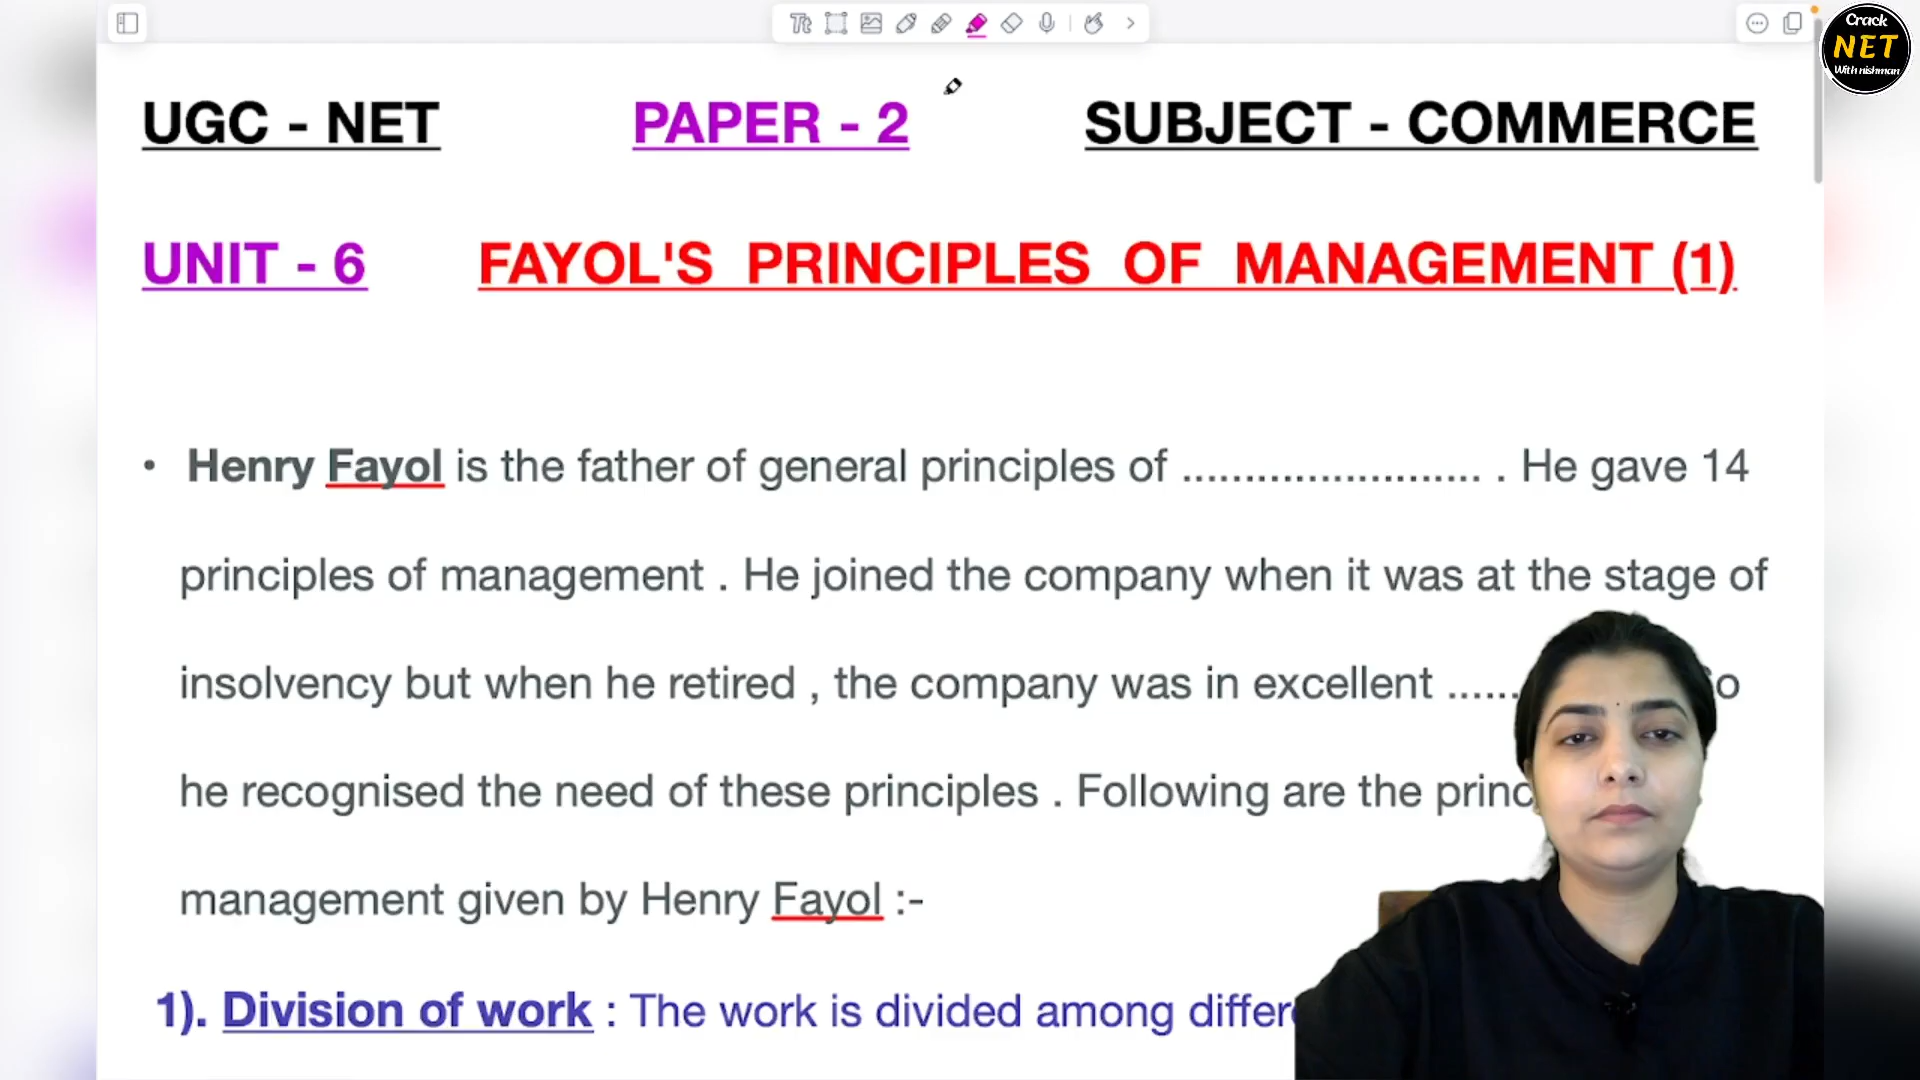 Crack
NET
With nishman
UGC - NET PAPER - 2 SUBJECT - COMMERCE
UNIT - 6 FAYOL'S PRINCIPLES OF MANAGEMENT (1)
• Henry Fayol is the father of general principles of ........................ . He gave 14
principles of management . He joined the company when it was at the stage of
insolvency but when he retired , the company was in excellent ......
he recognised the need of these principles . Following are the
management given by Henry Fayol :-
1). Division of work : The work is divided among